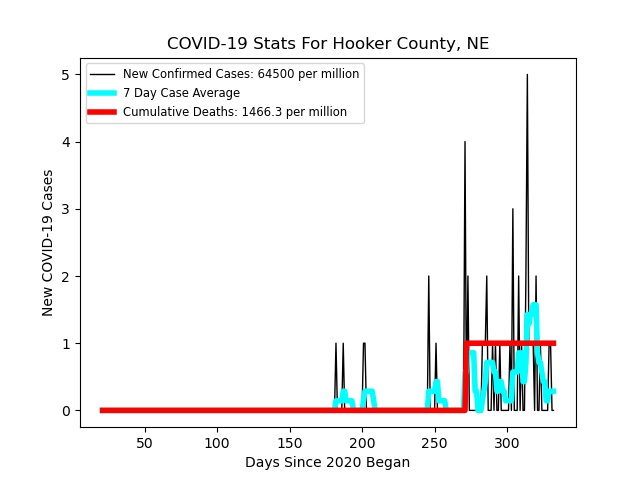 COVID-19 Stats For Hooker County, NE
New Confirmed Cases: 64500 per million
7 Day Case Average
Cumulative Deaths: 1466.3 per million
New COVID-19 Cases
5
4
3
2
1
0
50
100
150
200
250
300
Days Since 2020 Began